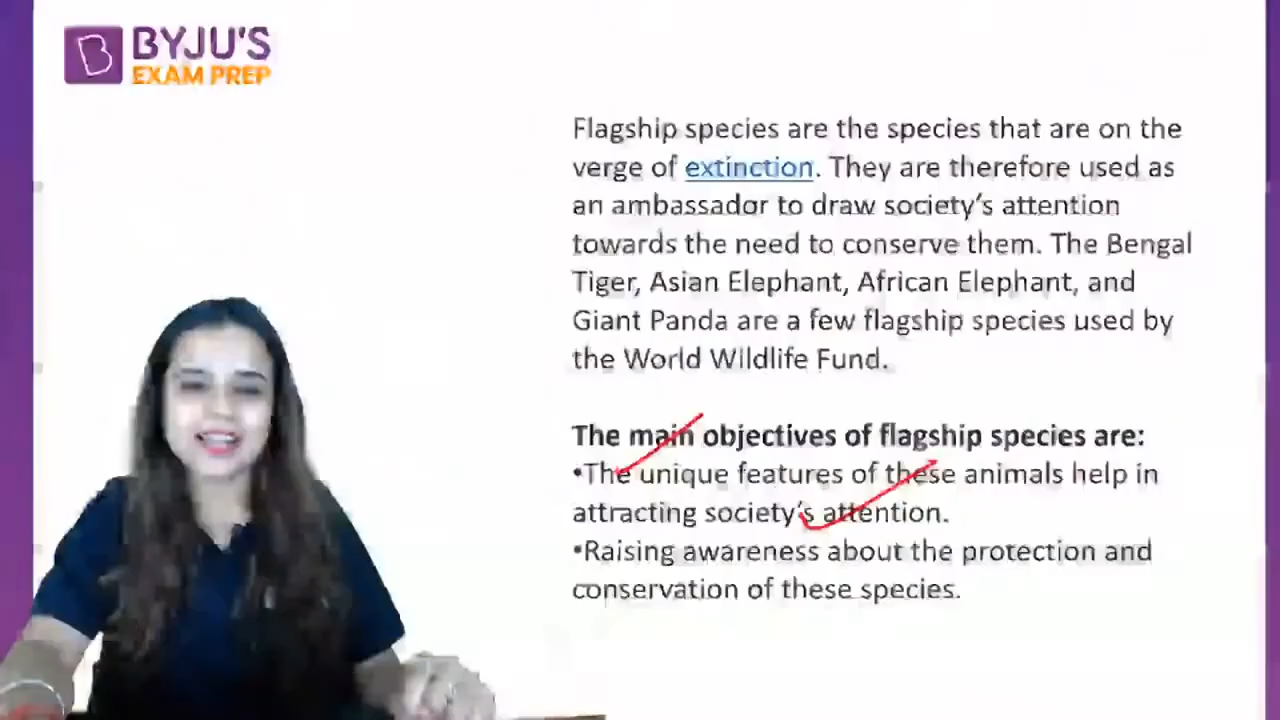 BYJU'S
EXAM PREP
Flagship species are the species that are on the
verge of extinction. They are therefore used as
an ambassador to draw society's attention
towards the need to conserve them. The Bengal
Tiger, Asian Elephant, African Elephant, and
Giant Panda are a few flagship species used by
the World Wildlife Fund.
The main objectives of flagship species are:
•The unique features of these animals help in
attracting society's attention.
•Raising awareness about the protection and
conservation of these species.